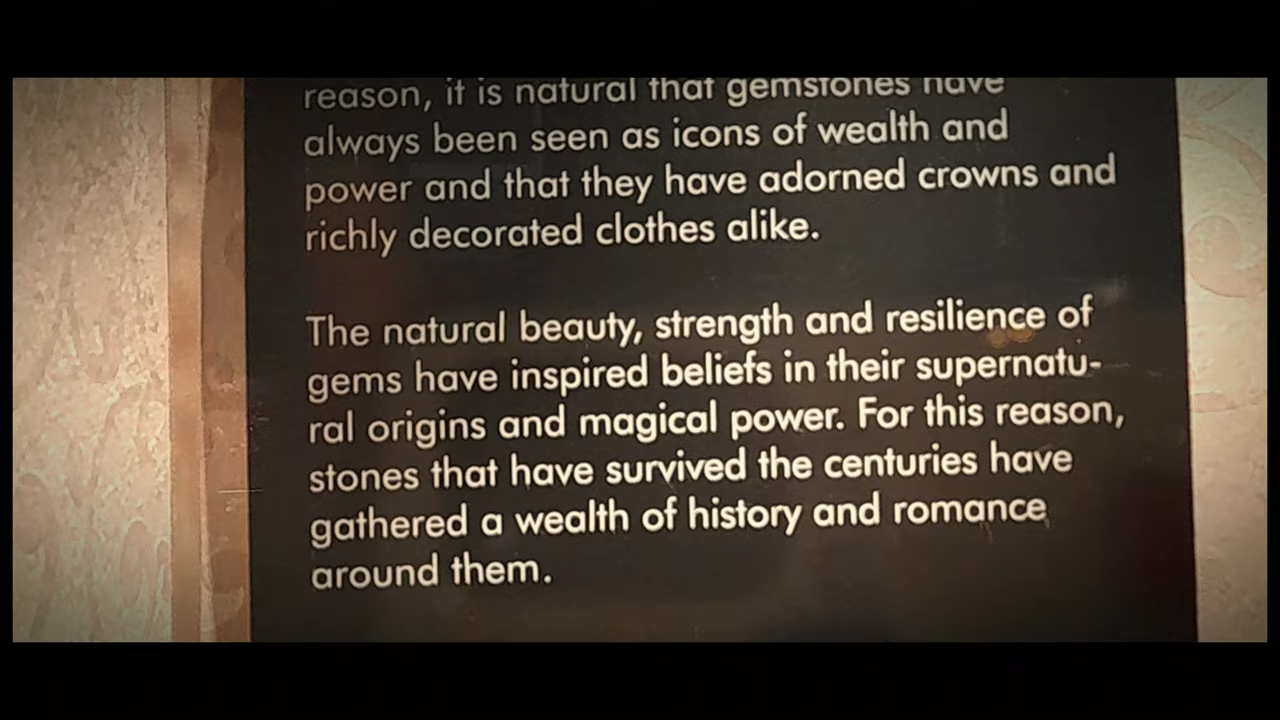 reason, it is natural that gemstones have
always been seen as icons of wealth and
power and that they have adorned crowns and
richly decorated clothes alike.
The natural beauty, strength and resilience of
gems have inspired beliefs in their supernatu-
ral origins and magical power. For this reason,
stones that have survived the centuries have
gathered a wealth of history and romance
around them.